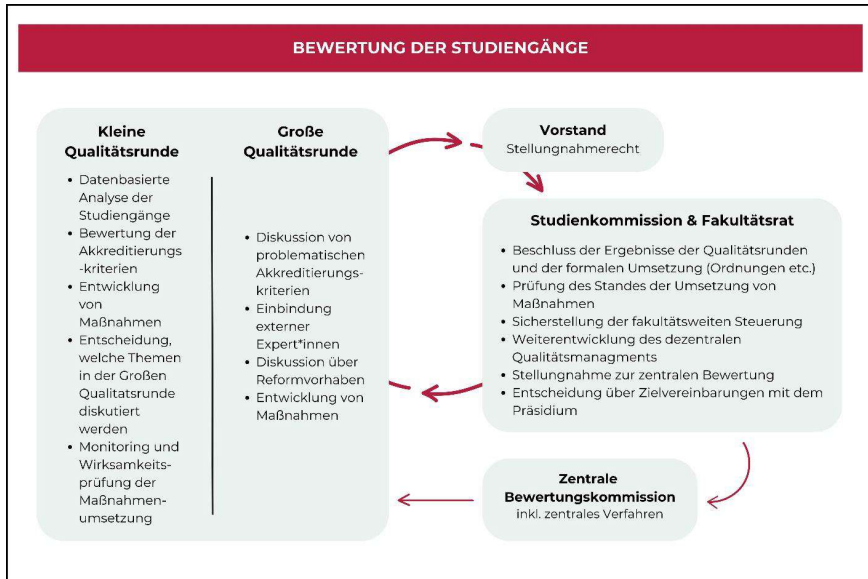 BEWERTUNG DER STUDIENGÄNGE
Kleine
Qualitätsrunde
• Datenbasierte
Analyse der
Studiengänge
• Bewertung der
Akkreditierungs
-kriterien
• Entwicklung
von
Maßnahmen
• Entscheidung,
welche Themen
in der Großen
Qualitatsrunde
diskutiert
werden
• Monitoring und
Wirksamkeits-
prüfung der
Maßnahmen-
umsetzung
Große
Qualitätsrunde
• Diskussion von
problematischen
Akkreditierungs-
kriterien
• Einbindung
externer
Expert*innen
• Diskussion über
Reformvorhaben
• Entwicklung von
Maßnahmen
Vorstand
Stellungnahmerecht
Studienkommission & Fakultätsrat
• Beschluss der Ergebnisse der Qualitätsrunden
und der formalen Umsetzung (Ordnungen etc.)
• Prüfung des Standes der Umsetzung von
Maßnahmen
• Sicherstellung der fakultätsweiten Steuerung
• Weiterentwicklung des dezentralen
Qualitätsmanagments
• Stellungnahme zur zentralen Bewertung
• Entscheidung über Zielvereinbarungen mit dem
Präsidium
Zentrale
Bewertungskommission
inkl. zentrales Verfahren